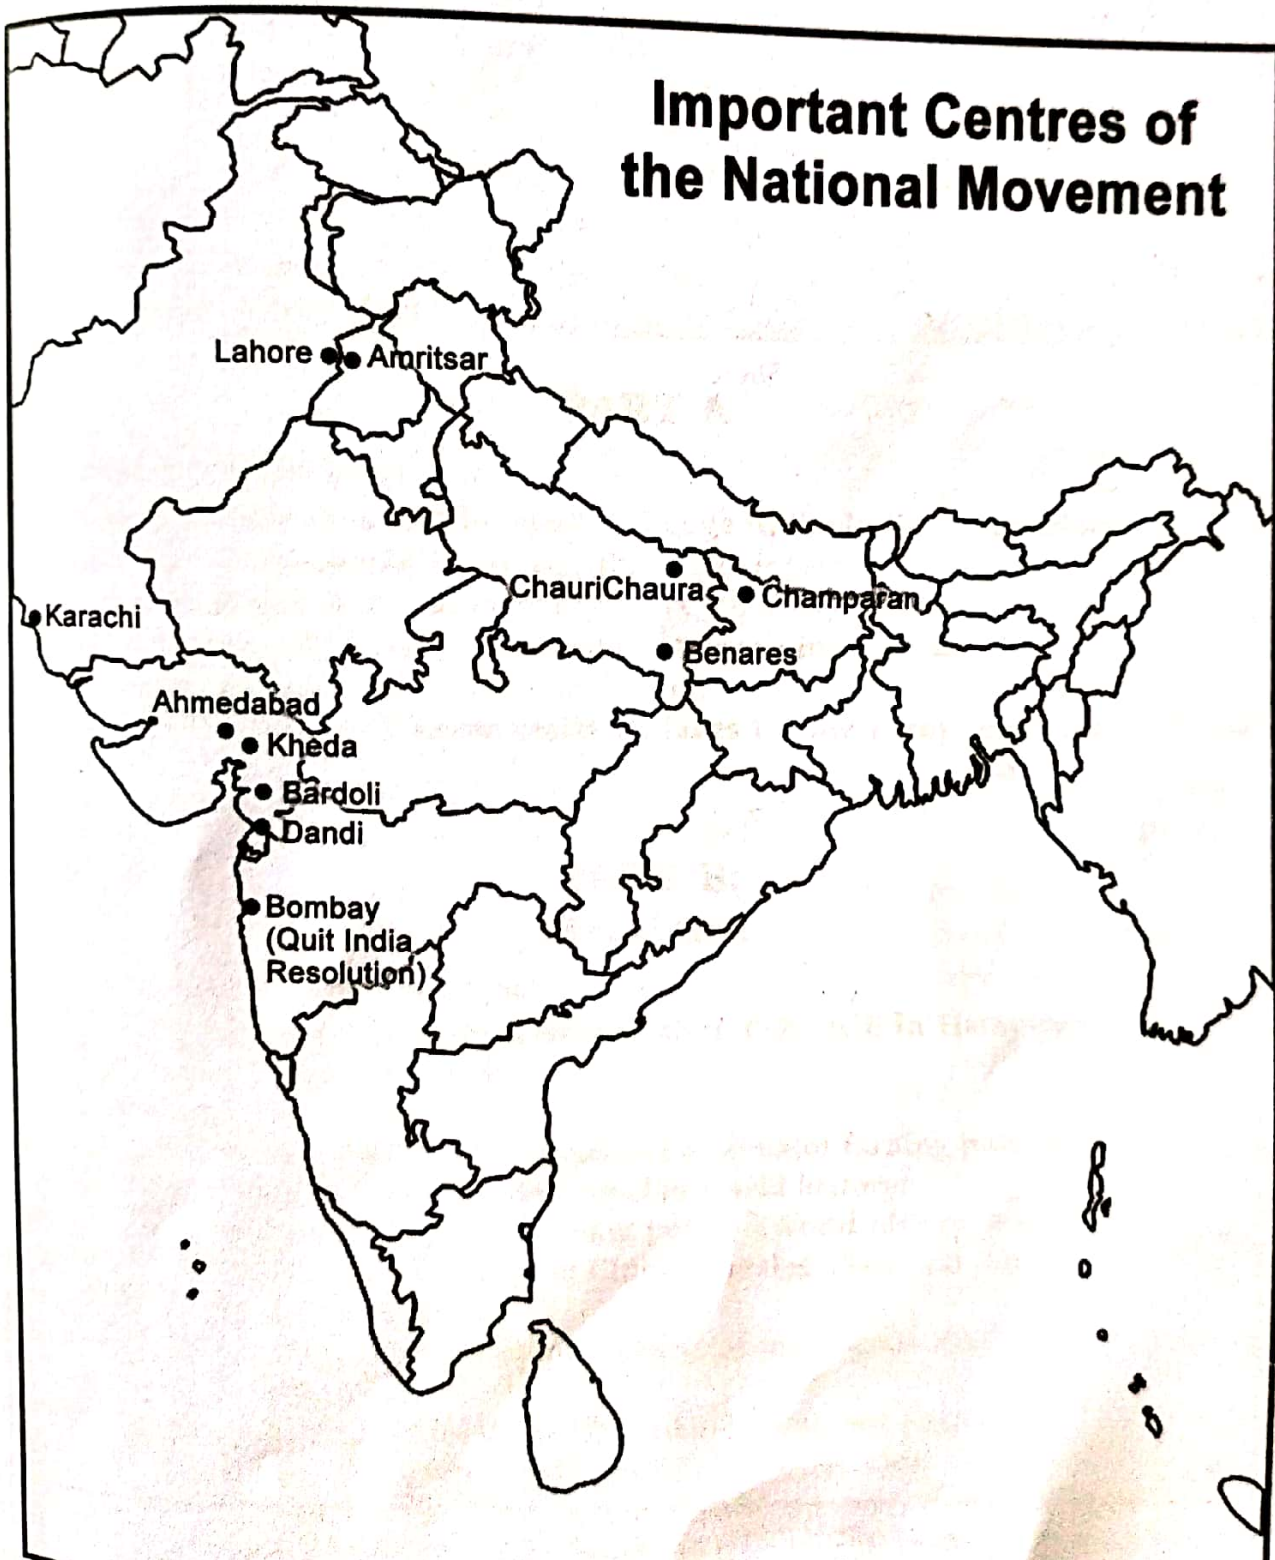 Important Centres of
the National Movement
Lahore
Amritsar
ChauriChaura
Champaran
Karachi
Benares
Ahmedabad
Kheda
Bardoli
Dandi
Bombay
(Quit India
Resolution)